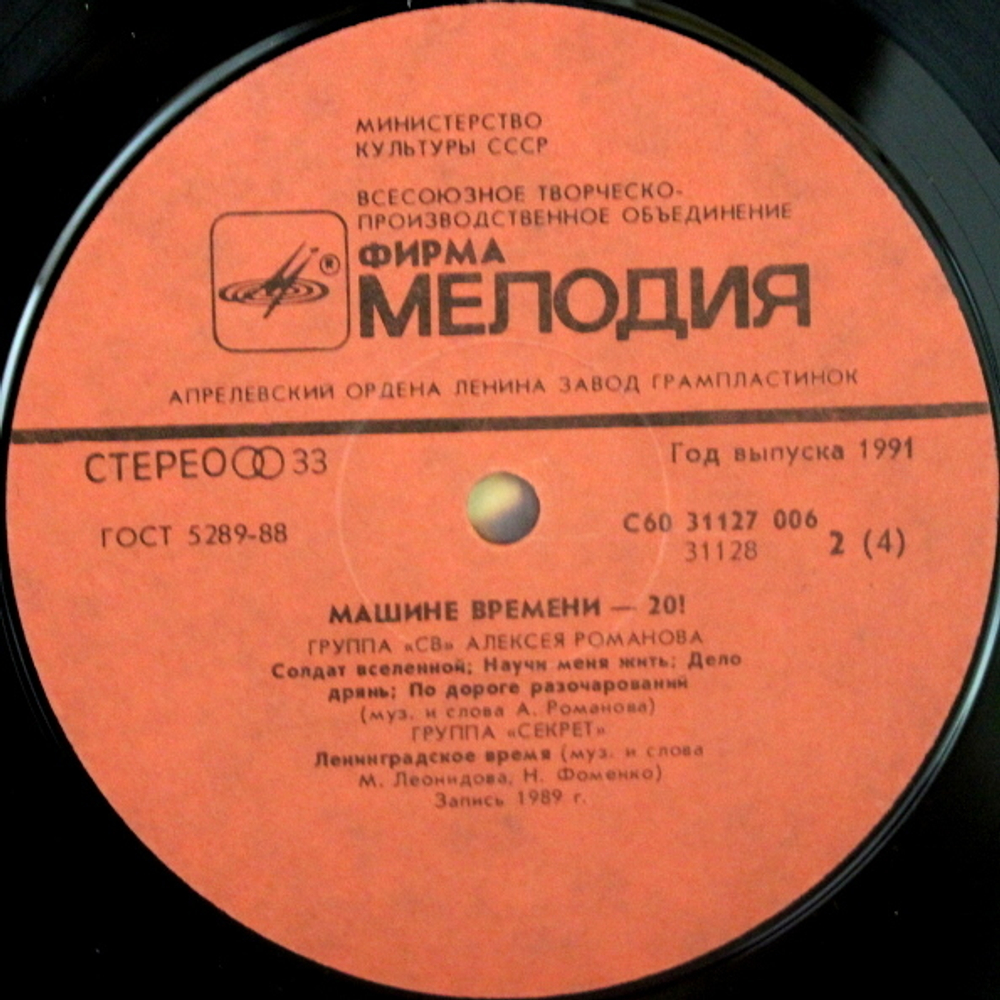 МИНИСТЕРСТВО
КУЛЬТУРЫ СССР
ВСЕСОЮЗНОЕ ТВОРЧЕСКО-
ПРОИЗВОДСТВЕННОЕ ОБЪЕДИНЕНИЕ
ФИРМА
®
МЕЛОДИЯ
АПРЕЛЕВСКИЙ ОРДЕНА ЛЕНИНА ЗАВОД ГРАМПЛАСТИНОК
СТЕРЕО 33
Год выпуска 1991
ГОСТ 5289-88
С60 31127 006
31128
2 (4)
МАШИНЕ ВРЕМЕНИ — 20!
ГРУППА «СВ» АЛЕКСЕЯ РОМАНОВА
Солдат вселенной; Научи меня жить; Дело
дрянь; По дороге разочарований
(муз. и слова А. Романова)
ГРУППА «СЕКРЕТ»
Ленинградское время (муз. и слова
М. Леонидова, Н. Фоменко)
Запись 1989 г.